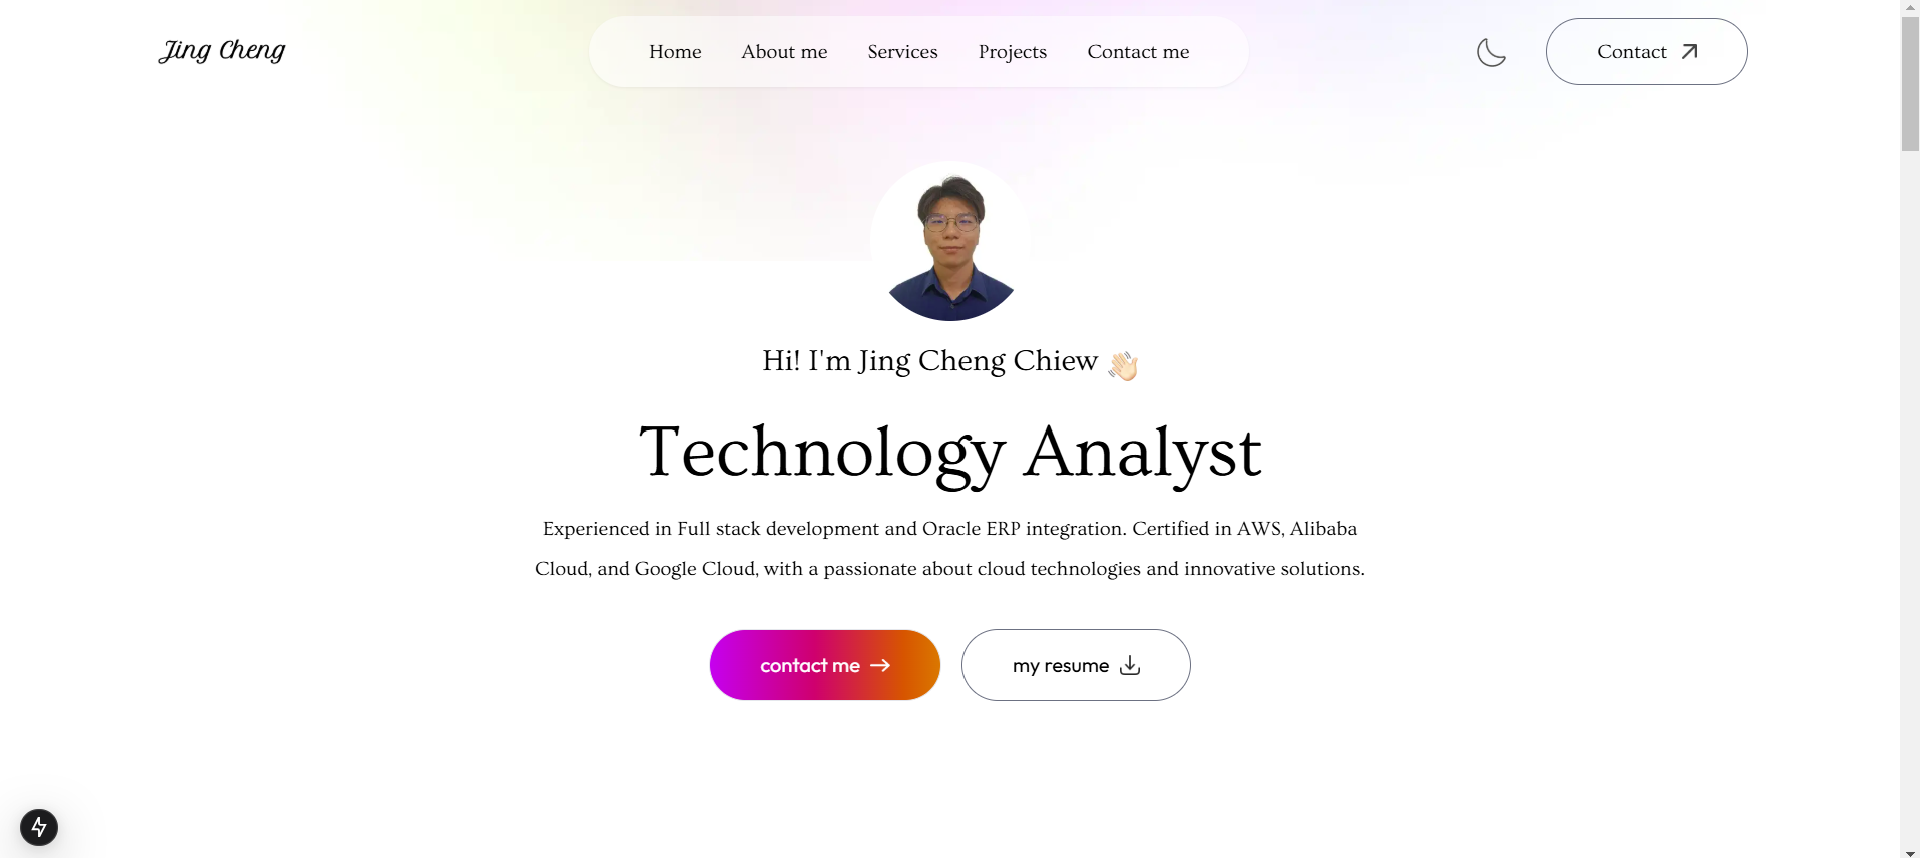 Jing Cheng
Home About me Services Projects Contact me
Contact
Hi! I'm Jing Cheng Chiew 👋🏻
Technology Analyst
Experienced in Full stack development and Oracle ERP integration. Certified in AWS, Alibaba
Cloud, and Google Cloud, with a passionate about cloud technologies and innovative solutions.
contact me
my resume